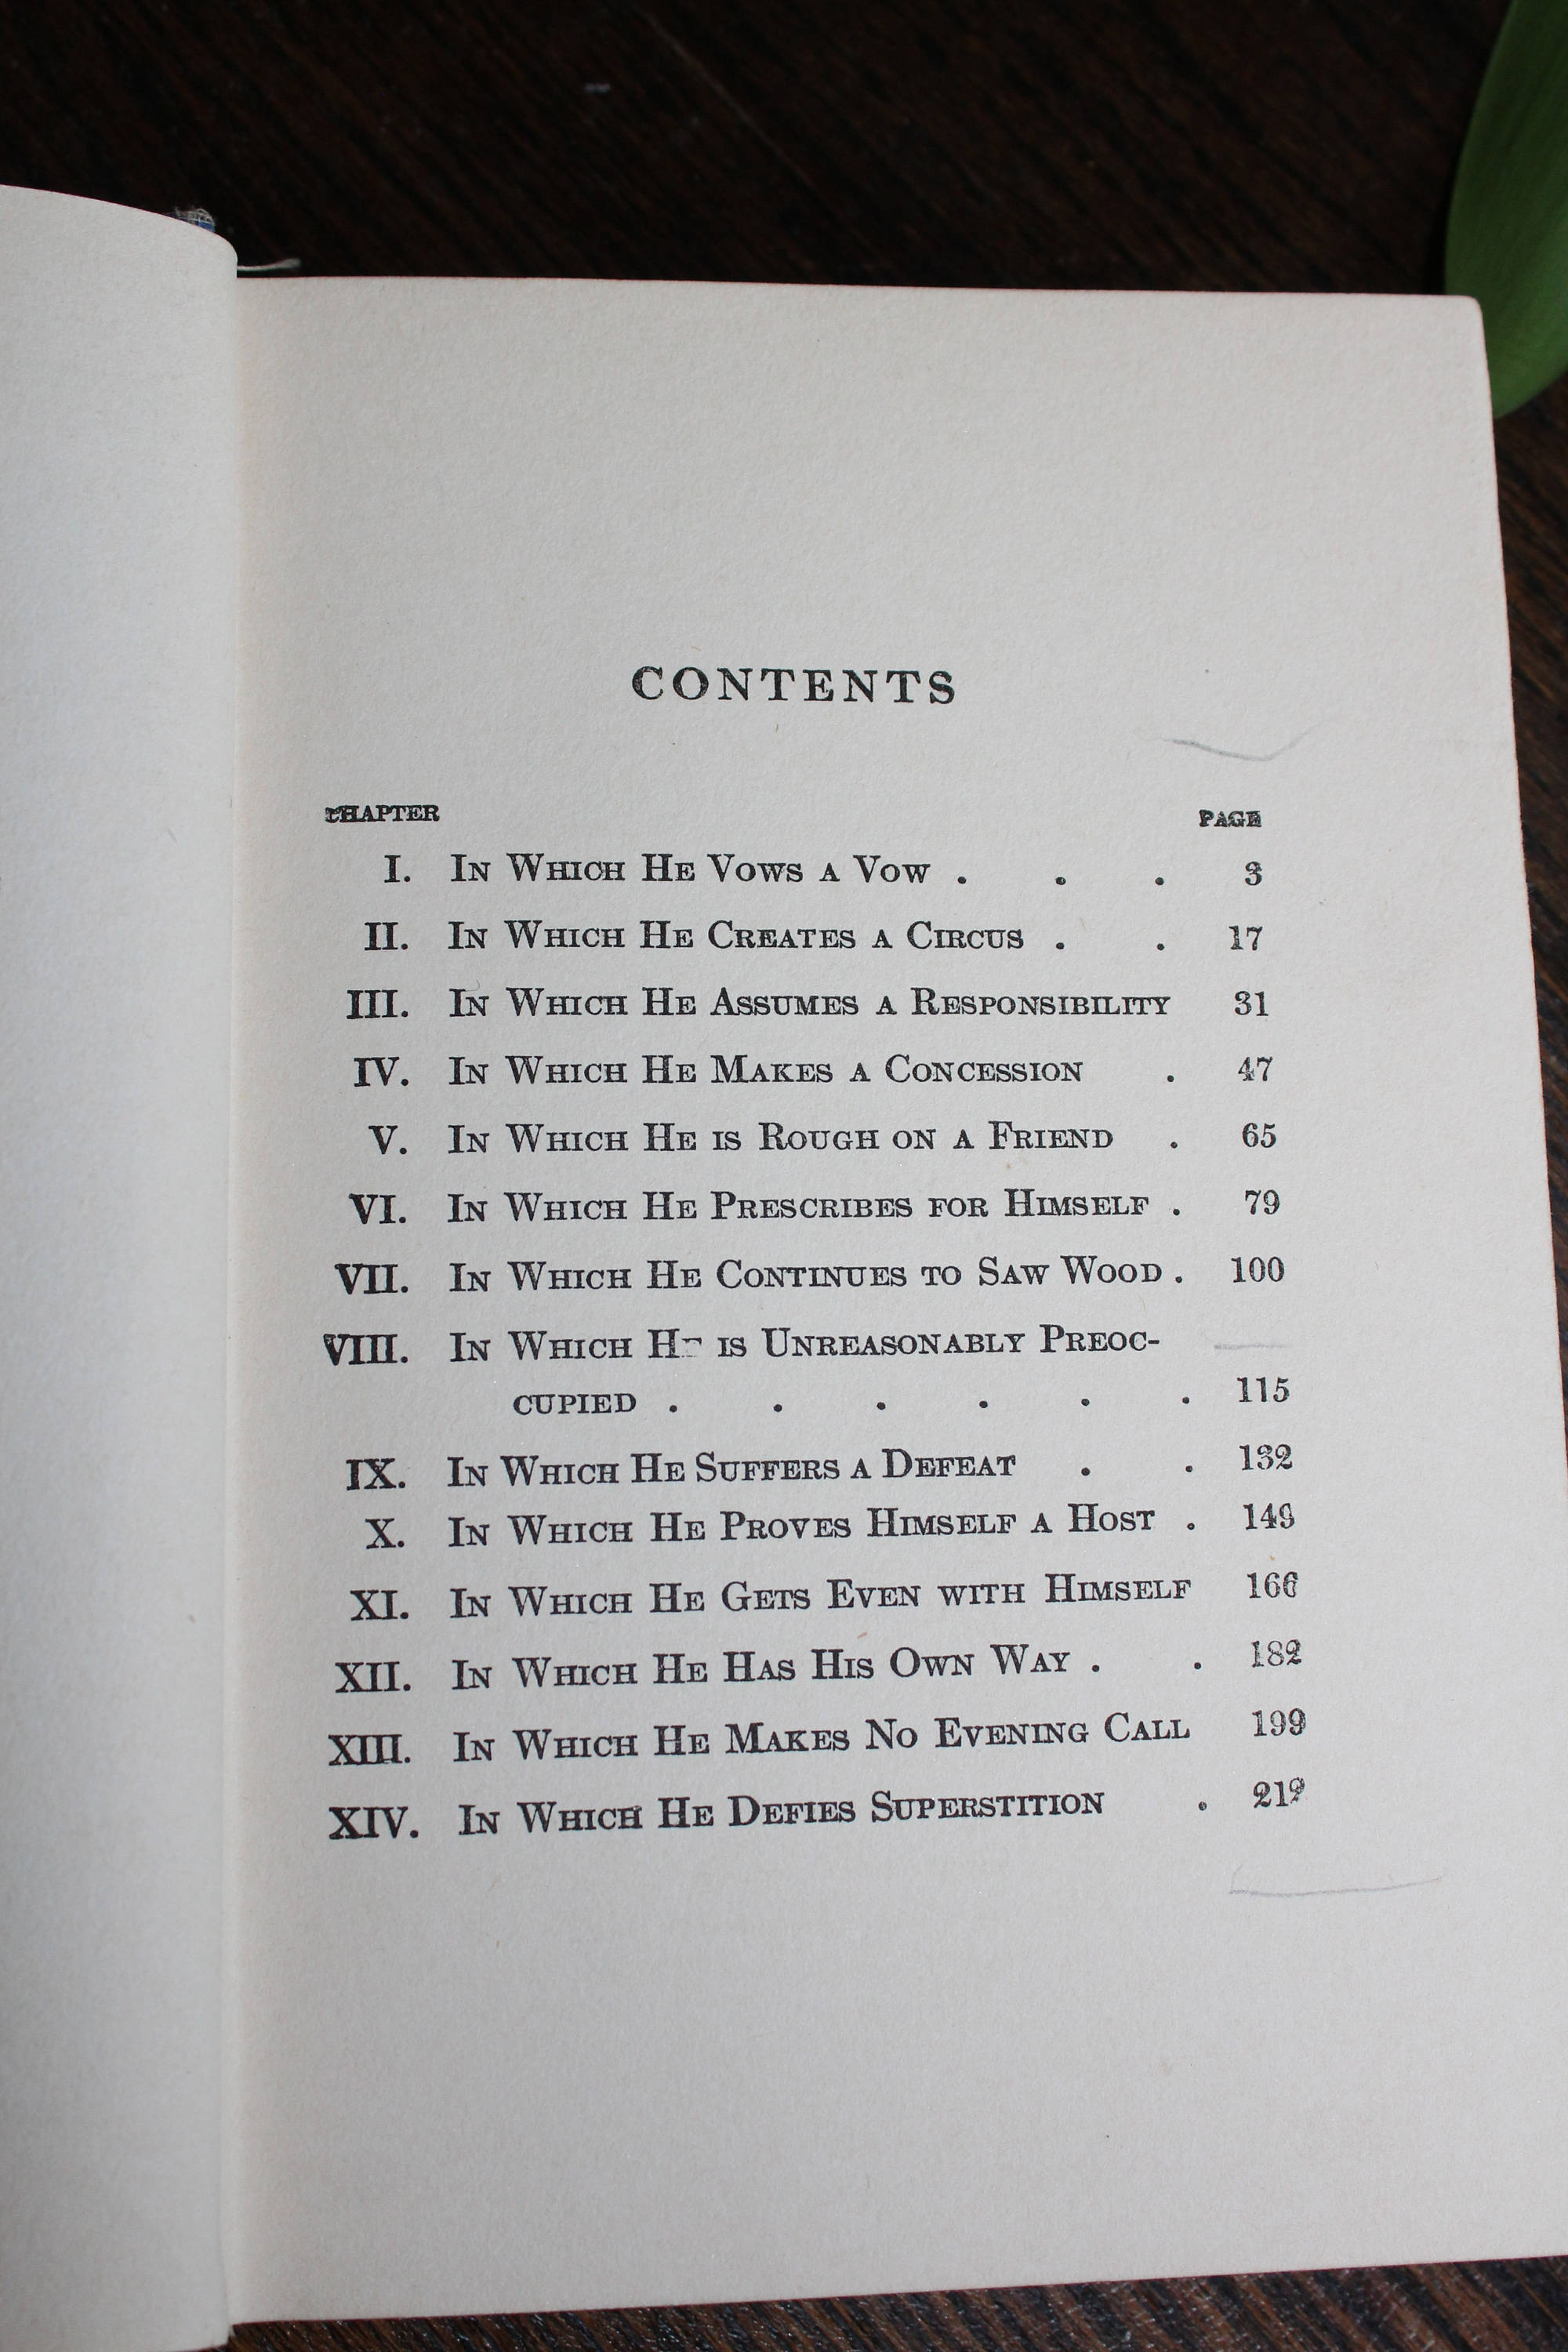 CONTENTS
CHAPTER PAGE
I. In Which He Vows a Vow . . . 3
II. In Which He Creates a Circus . . 17
III. In Which He Assumes a Responsibility 31
IV. In Which He Makes a Concession . 47
V. In Which He is Rough on a Friend . 65
VI. In Which He Prescribes for Himself . 79
VII. In Which He Continues to Saw Wood . 100
VIII. In Which He is Unreasonably Preoc-
cupied . . . . . . 115
IX. In Which He Suffers a Defeat . . 132
X. In Which He Proves Himself a Host . 149
XI. In Which He Gets Even with Himself 166
XII. In Which He Has His Own Way . . 182
XIII. In Which He Makes No Evening Call 199
XIV. In Which He Defies Superstition .